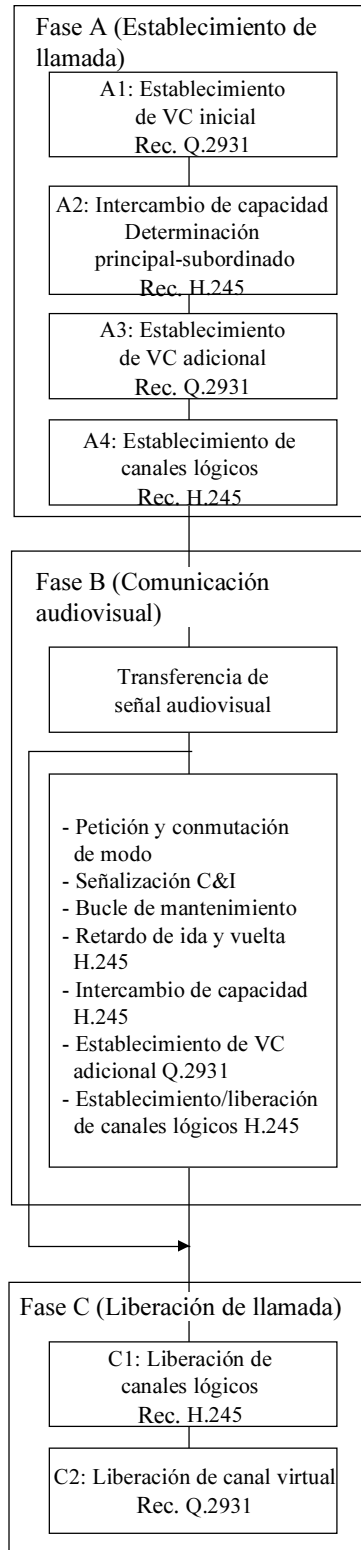 Fase A (Establecimiento de
llamada)
A1: Establecimiento
de VC inicial
Rec. Q.2931
A2: Intercambio de capacidad
Determinación
principal-subordinado
Rec. H.245
A3: Establecimiento
de VC adicional
Rec. Q.2931
A4: Establecimiento de
canales lógicos
Rec. H.245
Fase B (Comunicación
audiovisual)
Transferencia de
señal audiovisual
- Petición y conmutación
de modo
- Señalización C&I
- Bucle de mantenimiento
- Retardo de ida y vuelta
H.245
- Intercambio de capacidad
H.245
- Establecimiento de VC
adicional Q.2931
- Establecimiento/liberación
de canales lógicos H.245
Fase C (Liberación de llamada)
C1: Liberación de
canales lógicos
Rec. H.245
C2: Liberación de canal virtual
Rec. Q.2931